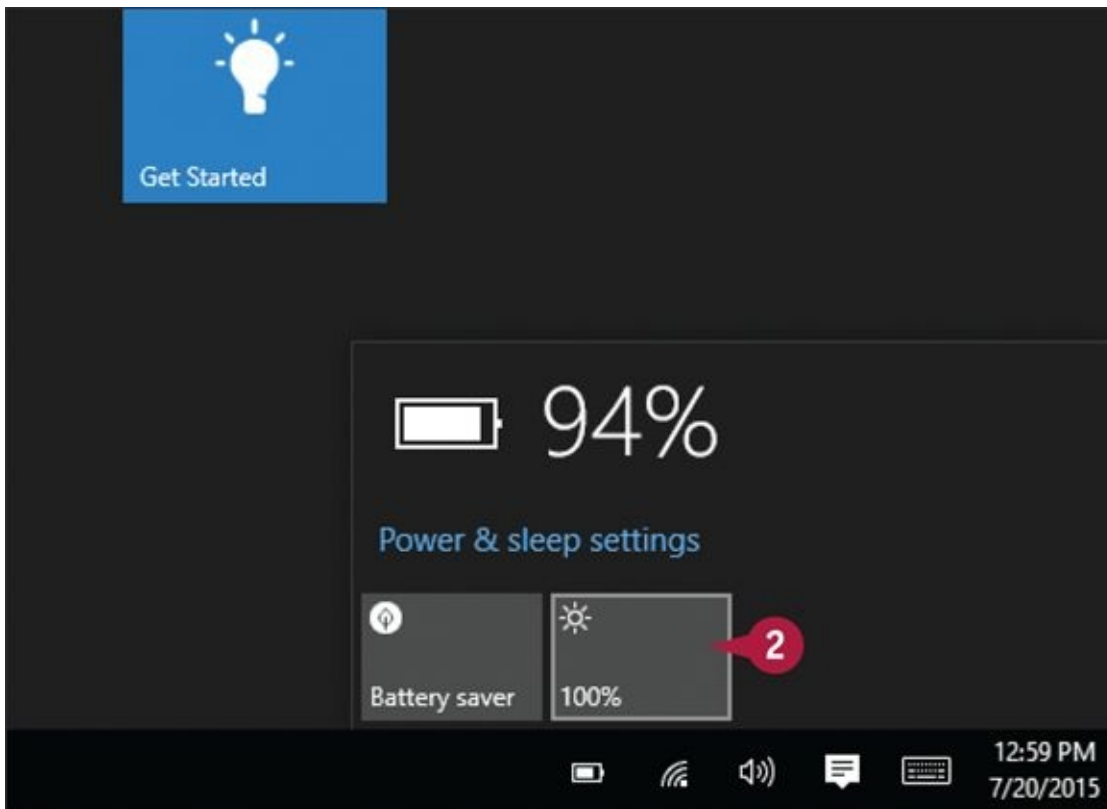 Get Started
94%
Power & sleep settings
Battery saver
100%
2
12:59 PM
7/20/2015